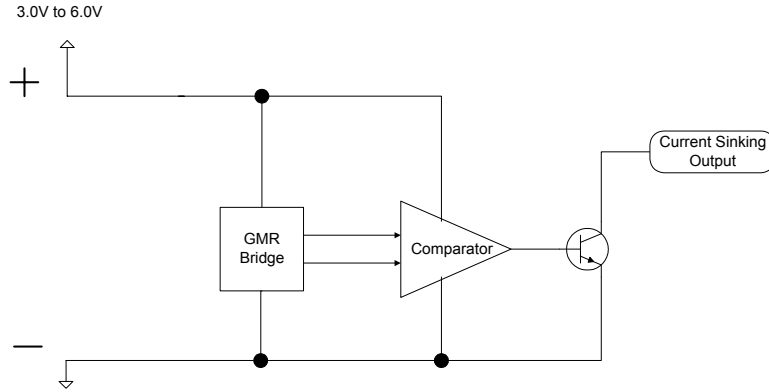 3.0V to 6.0V
+
Current Sinking
Output
GMR
Bridge
Comparator
−